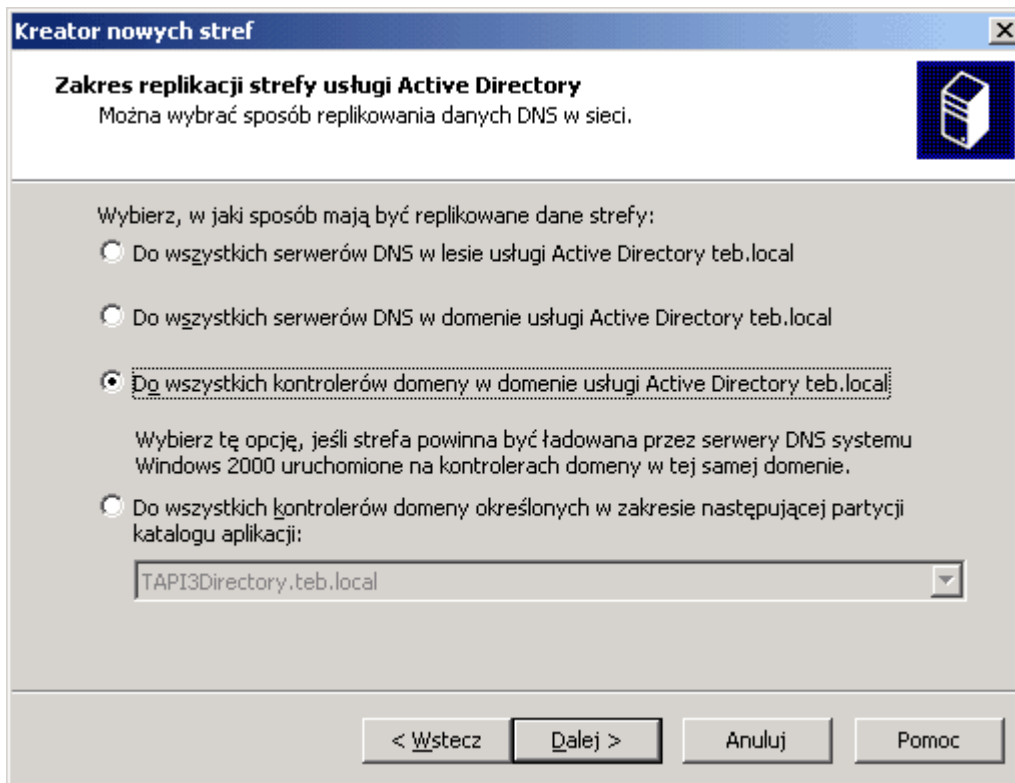 Kreator nowych stref
Zakres replikacji strefy usługi Active Directory
Można wybrać sposób replikowania danych DNS w sieci.
Wybierz, w jaki sposób mają być replikowane dane strefy:
Do wszystkich serwerów DNS w lesie usługi Active Directory teb.local
Do wszystkich serwerów DNS w domenie usługi Active Directory teb.local
Do wszystkich kontrolerów domeny w domenie usługi Active Directory teb.local
Wybierz tę opcję, jeśli strefa powinna być ładowana przez serwery DNS systemu
Windows 2000 uruchomione na kontrolerach domeny w tej samej domenie.
Do wszystkich kontrolerów domeny określonych w zakresie następującej partycji
katalogu aplikacji:
TAPI3Directory.teb.local
< Wstecz
Dalej >
Anuluj
Pomoc